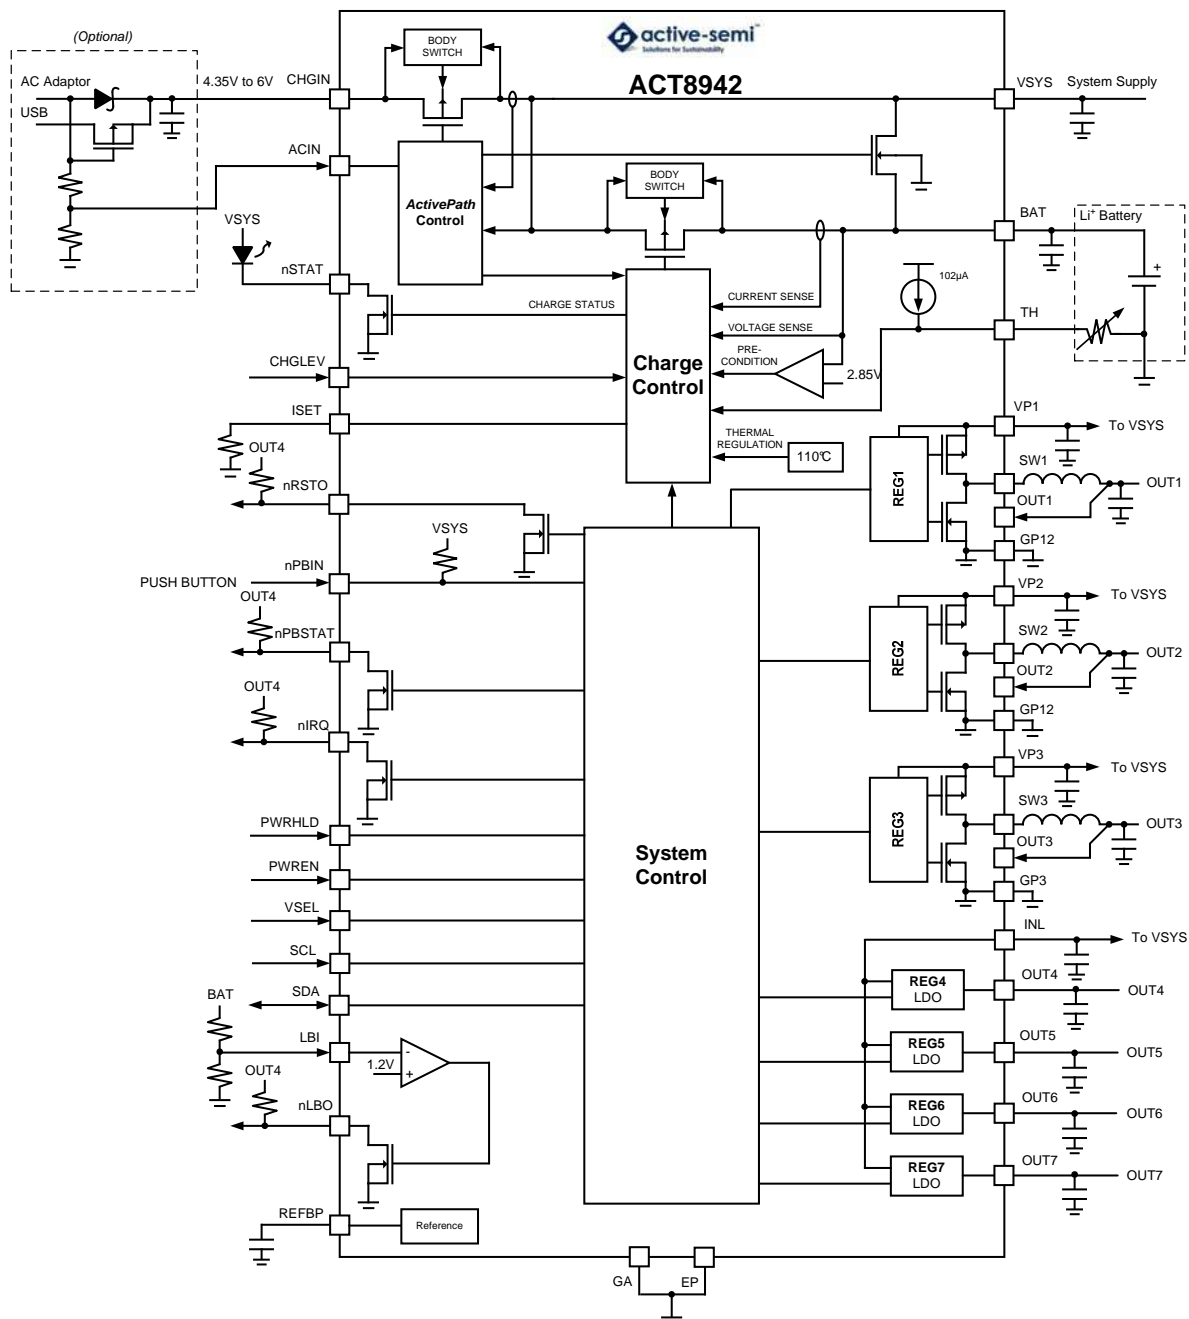 (Optional)
BODY
SWITCH
active-semi™
Solutions for Sustainability
ACT8942
AC Adaptor
4.35V to 6V
CHGIN
VSYS
System Supply
USB
ACIN
ActivePath
Control
BODY
SWITCH
VSYS
BAT
Li+ Battery
+
nSTAT
CHARGE STATUS
CURRENT SENSE
102µA
TH
VOLTAGE SENSE
Charge
Control
PRE-
CONDITION
2.85V
CHGLEV
ISET
THERMAL
REGULATION
110℃
VP1
To VSYS
OUT4
nRSTO
REG1
SW1
OUT1
OUT1
GP12
VSYS
nPBIN
PUSH BUTTON
VP2
To VSYS
OUT4
nPBSTAT
REG2
SW2
OUT2
OUT2
GP12
OUT4
nIRQ
VP3
To VSYS
REG3
SW3
OUT3
OUT3
GP3
System
Control
PWRHLD
PWREN
VSEL
SCL
SDA
INL
To VSYS
REG4
LDO
OUT4
OUT4
BAT
LBI
1.2V
-
+
REG5
LDO
OUT5
OUT5
OUT4
nLBO
REG6
LDO
OUT6
OUT6
REG7
LDO
OUT7
OUT7
REFBP
Reference
GA
EP